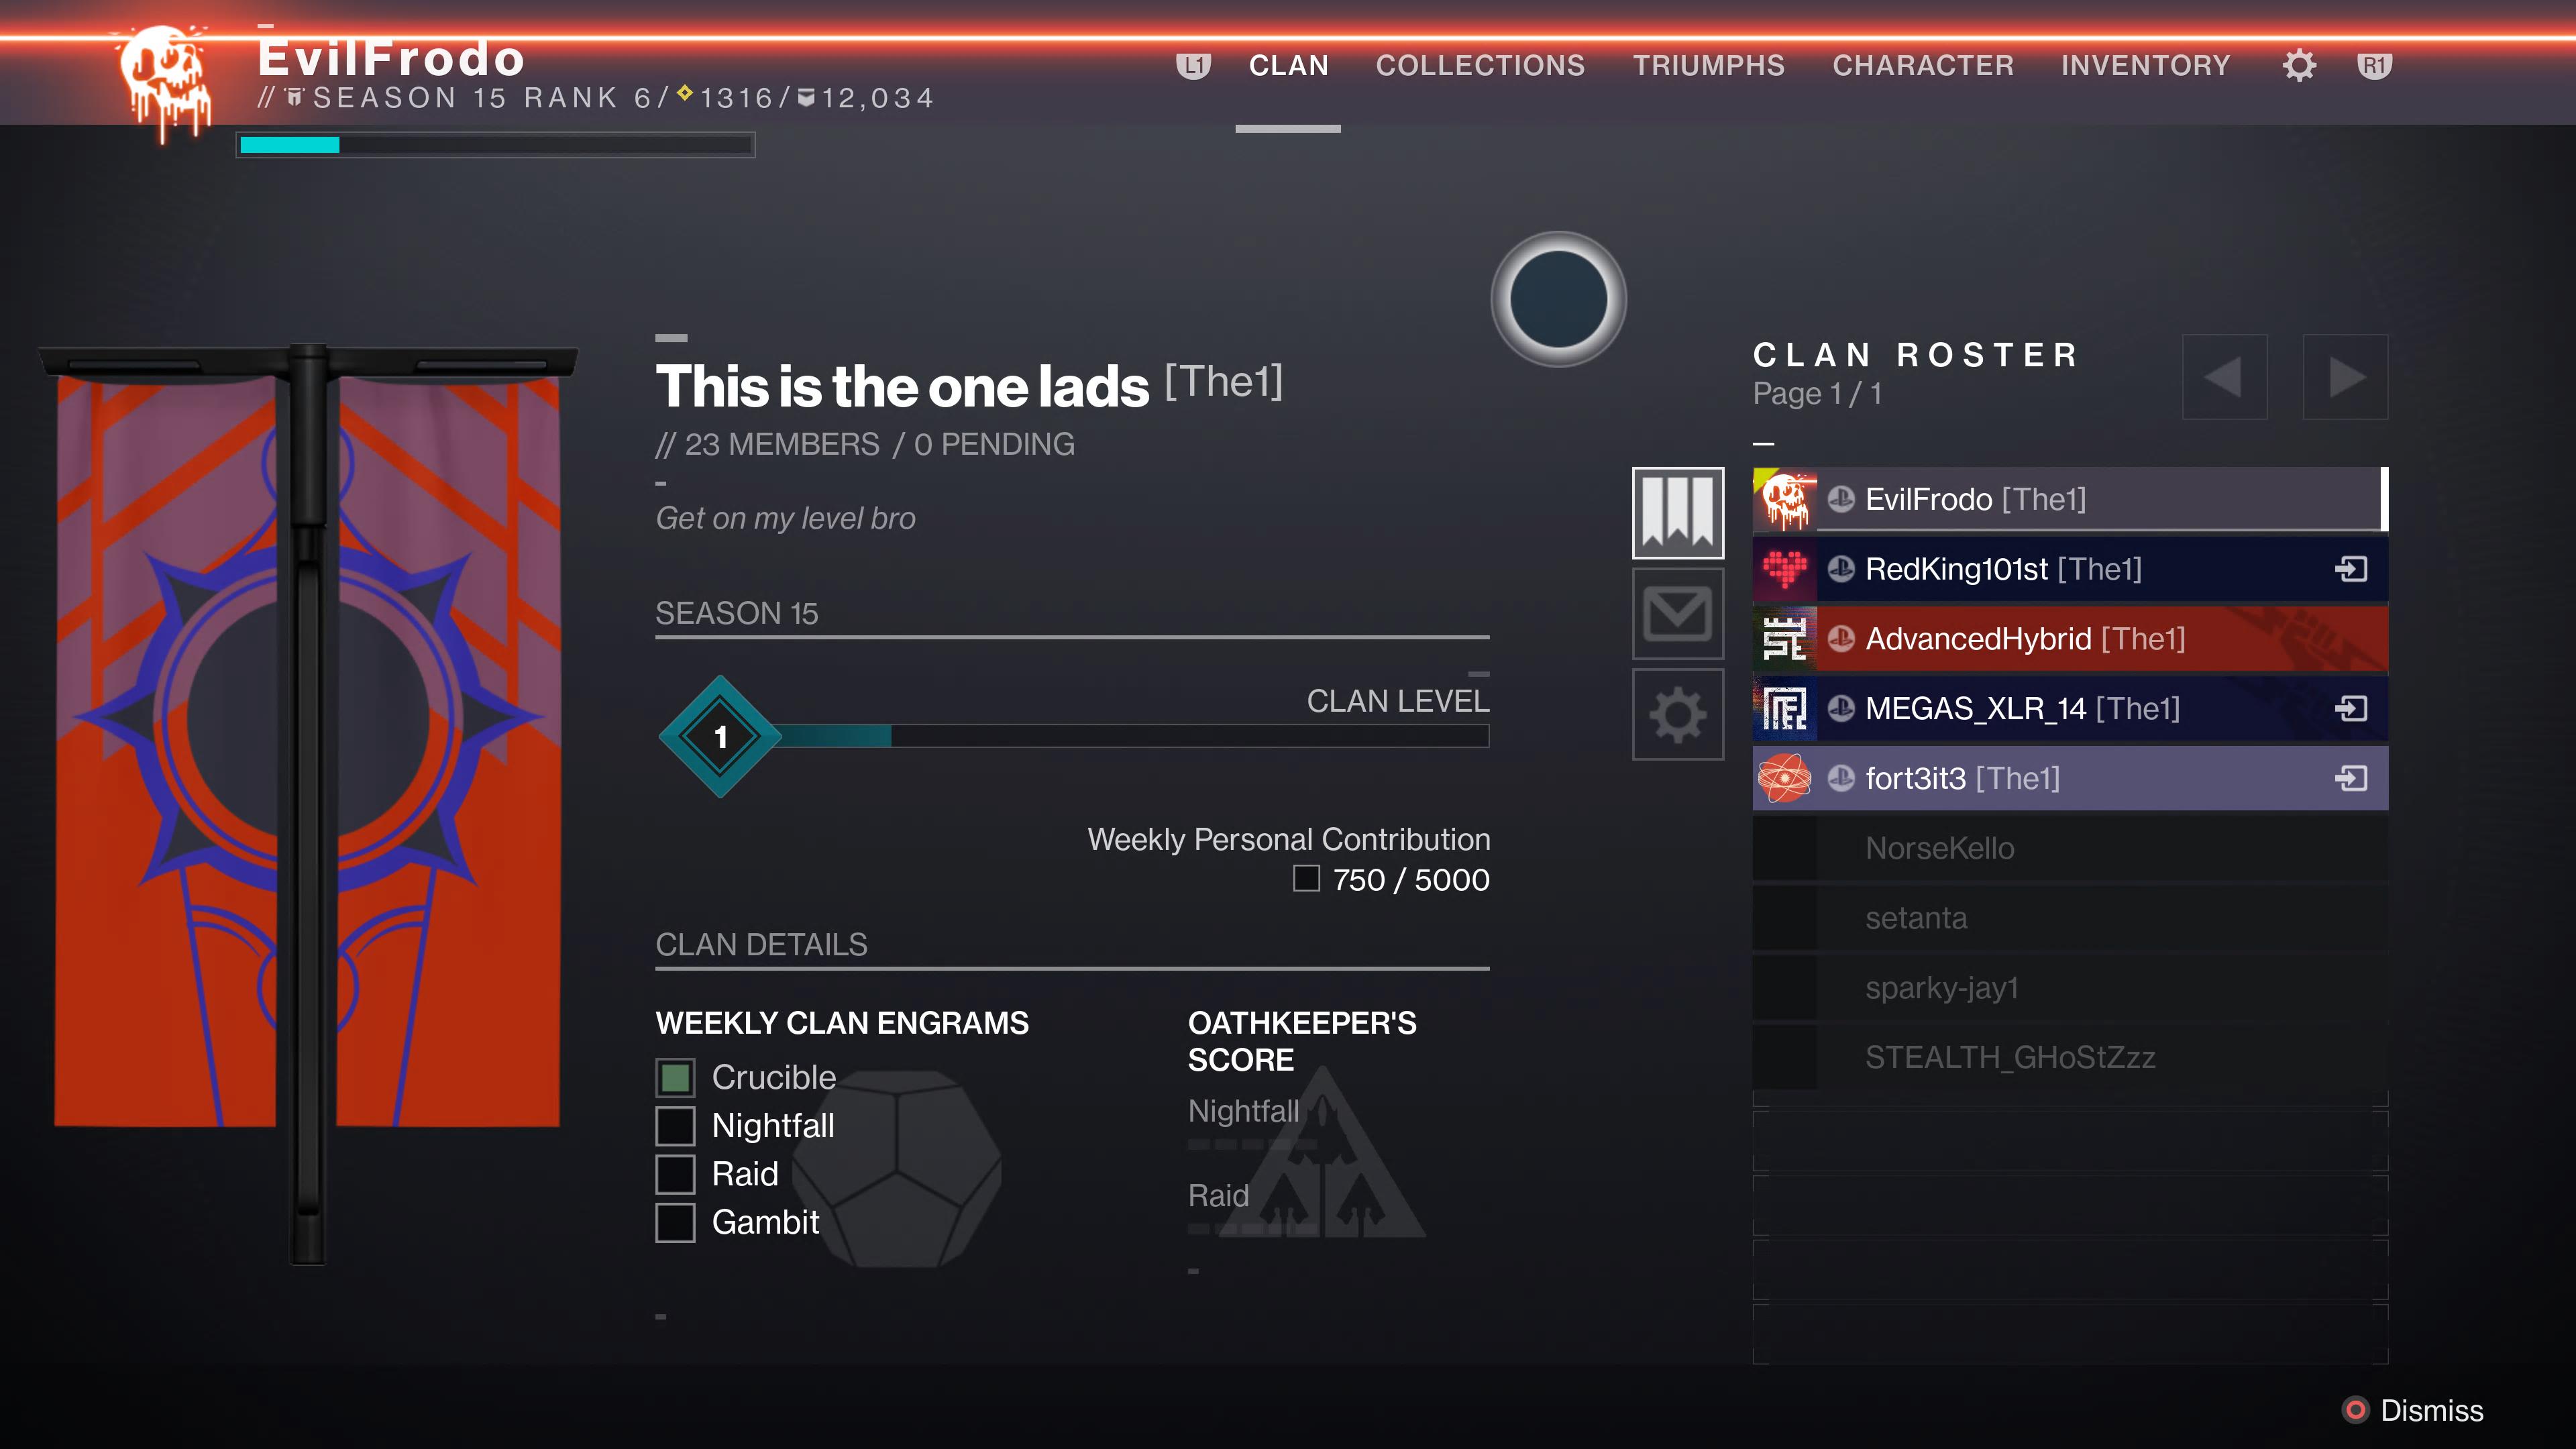 EvilFrodo
// SEASON 15 RANK 6/ 1316/ 12,034
L1 CLAN COLLECTIONS TRIUMPHS CHARACTER INVENTORY R1
This is the one lads [The1]
// 23 MEMBERS / 0 PENDING
Get on my level bro
SEASON 15
CLAN LEVEL
1
Weekly Personal Contribution
750 / 5000
CLAN DETAILS
WEEKLY CLAN ENGRAMS
Crucible
Nightfall
Raid
Gambit
OATHKEEPER'S
SCORE
Nightfall
Raid
CLAN ROSTER
Page 1 / 1
EvilFrodo [The1]
RedKing101st [The1]
AdvancedHybrid [The1]
MEGAS_XLR_14 [The1]
fort3it3 [The1]
NorseKello
setanta
sparky-jay1
STEALTH_GHoStZzz
Dismiss